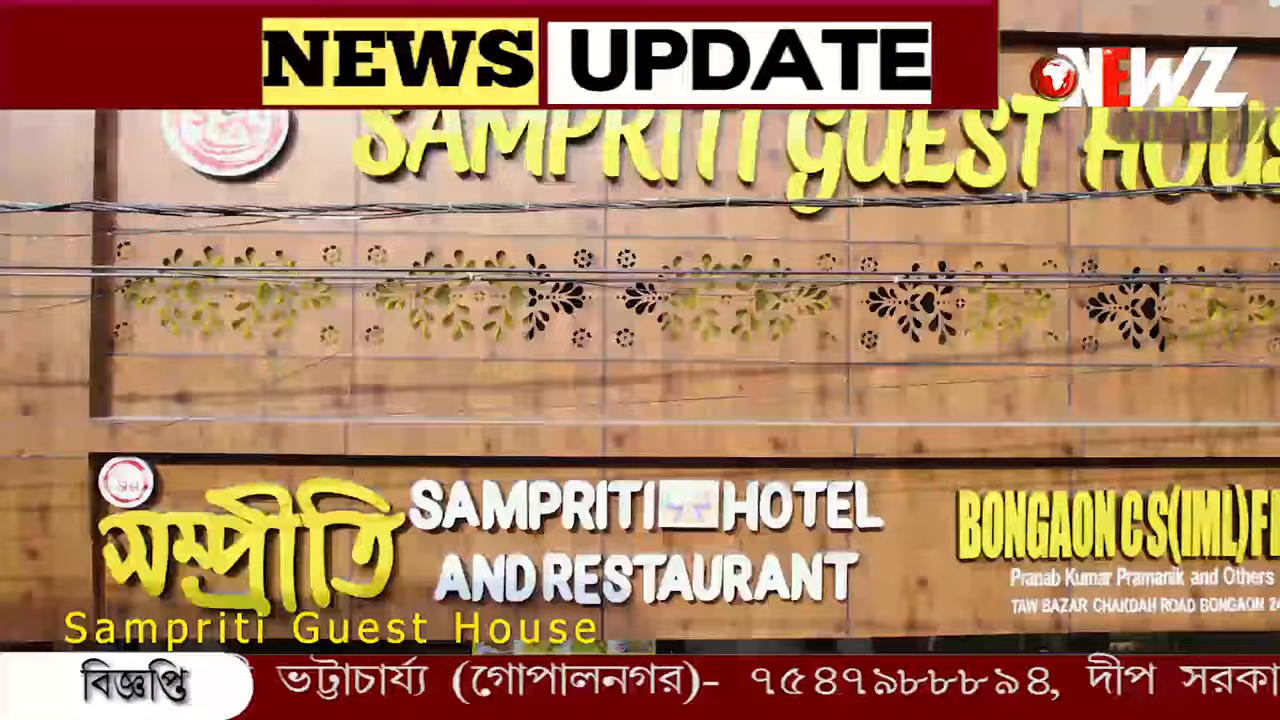 NEWS UPDATE
NEWZ
SAMPRITI GUEST HOUS
সম্প্রীতি
SAMPRITI HOTEL
AND RESTAURANT
BONGAON C S(IML)F
Pranab Kumar Pramanik and Others
TAW BAZAR CHAKDAH ROAD BONGAON
Sampriti Guest House
বিজ্ঞপ্তি
ভট্টাচার্য্য (গোপালনগর)- ৭৫৪৭৯৮৮৮৯৪, দীপ সরকা